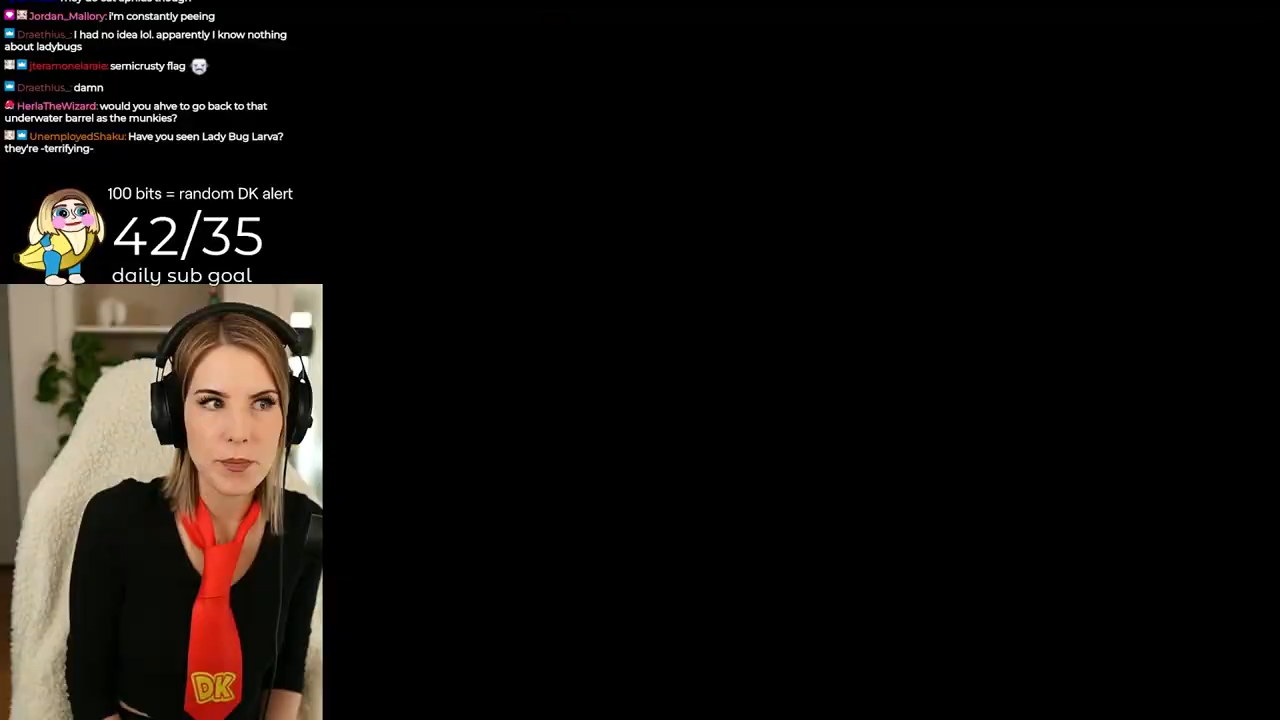 Jordan_Mallory: i'm constantly peeing
Draethius_: I had no idea lol. apparently I know nothing
about ladybugs
semicrusty flag
Draethius_: damn
HerlaTheWizard: would you ahve to go back to that
underwater barrel as the munkies?
UnemployedShaku: Have you seen Lady Bug Larva?
they're -terrifying-
100 bits = random DK alert
42/35
daily sub goal
DK